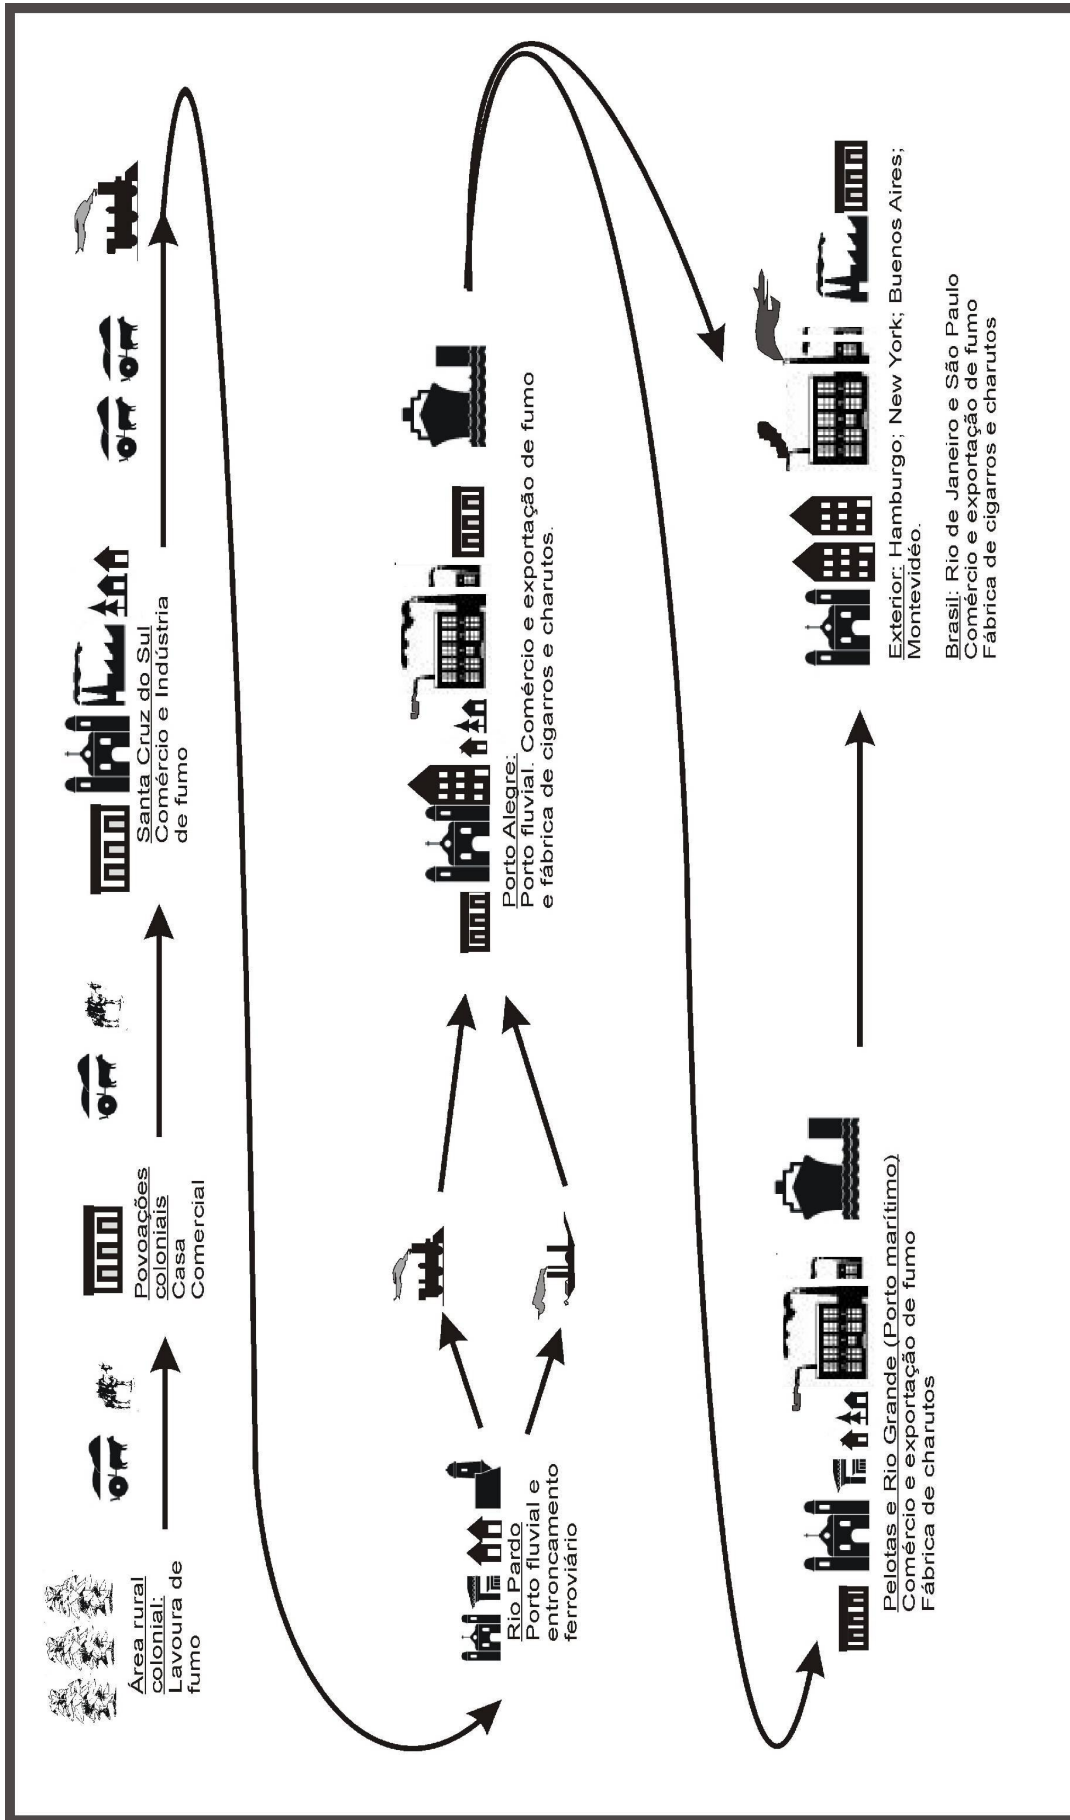 Área rural
colonial:
Lavoura de
fumo
Povoações
coloniais
Casa
Comercial
Santa Cruz do Sul
Comércio e Indústria
de fumo
Rio Pardo
Porto fluvial e
entroncamento
ferroviário
Porto Alegre:
Porto fluvial. Comércio e exportação de fumo
e fábrica de cigarros e charutos.
Pelotas e Rio Grande (Porto marítimo)
Comércio e exportação de fumo
Fábrica de charutos
Exterior: Hamburgo; New York; Buenos Aires;
Montevidéo.
Brasil: Rio de Janeiro e São Paulo
Comércio e exportação de fumo
Fábrica de cigarros e charutos